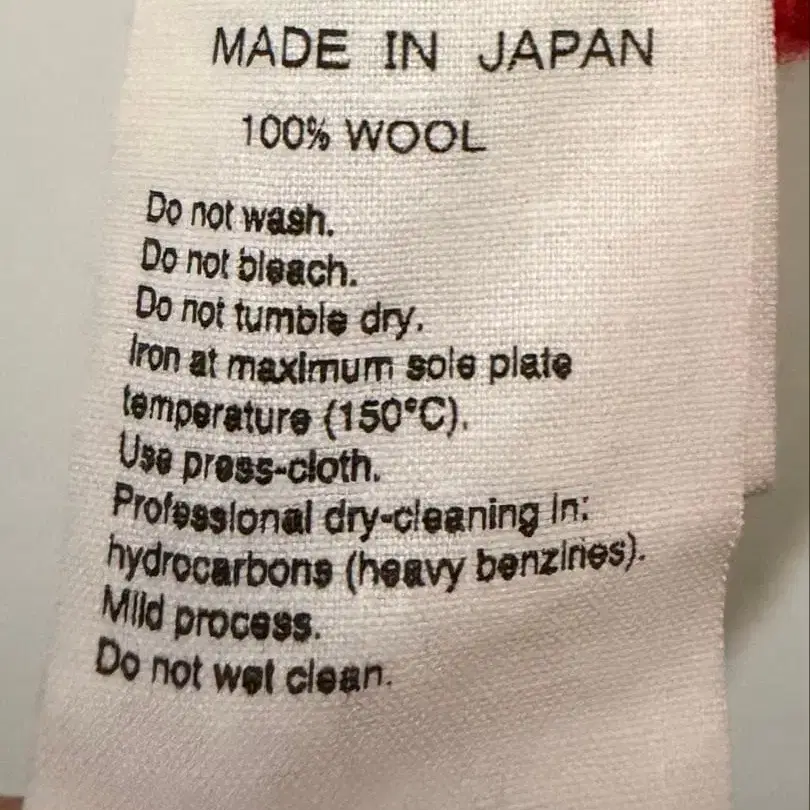 MADE IN JAPAN
100% WOOL
Do not wash.
Do not bleach.
Do not tumble dry.
Iron at maximum sole plate
temperature (150°C).
Use press-cloth.
Professional dry-cleaning in:
hydrocarbons (heavy benzines).
Mild process.
Do not wet clean.